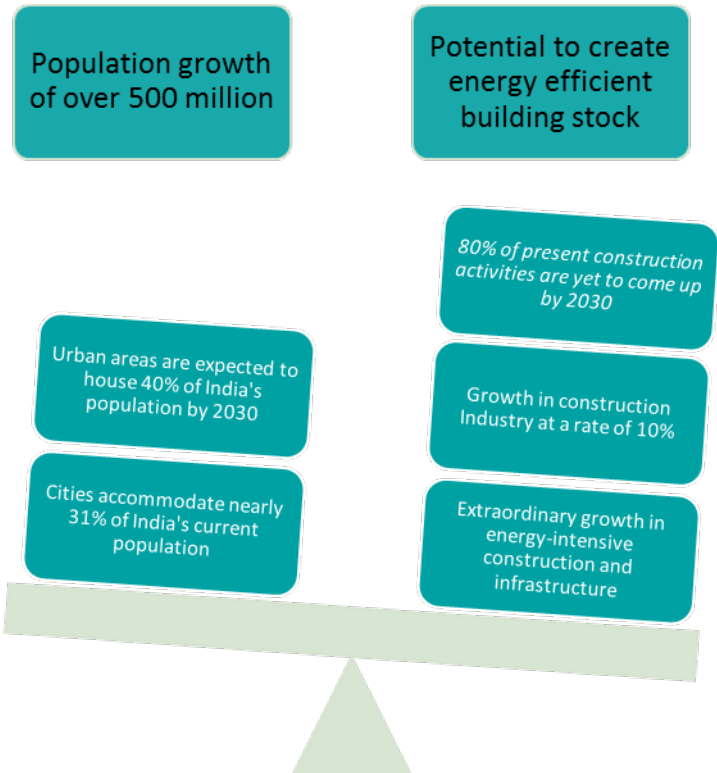 Population growth
of over 500 million
Potential to create
energy efficient
building stock
Urban areas are expected to
house 40% of India's
population by 2030
Cities accommodate nearly
31% of India's current
population
80% of present construction
activities are yet to come up
by 2030
Growth in construction
Industry at a rate of 10%
Extraordinary growth in
energy-intensive
construction and
infrastructure